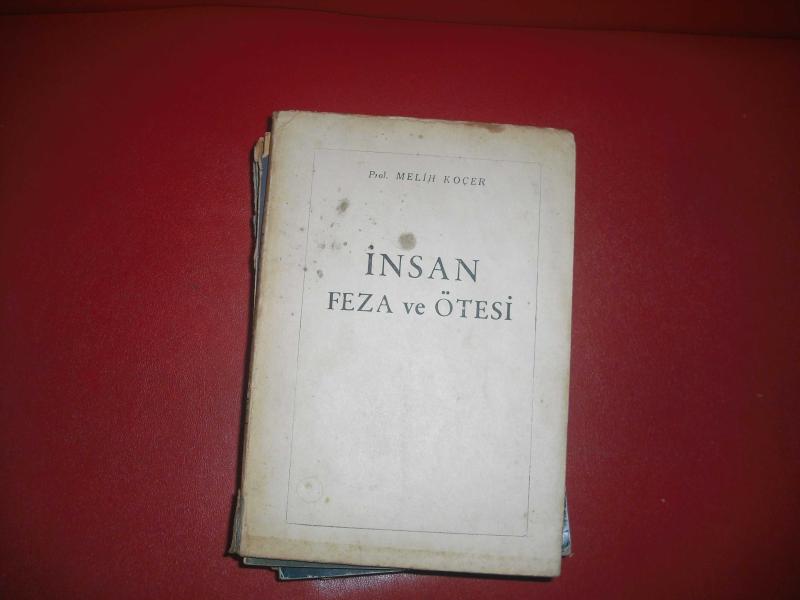 Prof. MELİH KOÇER
İNSAN
FEZA ve ÖTESİ